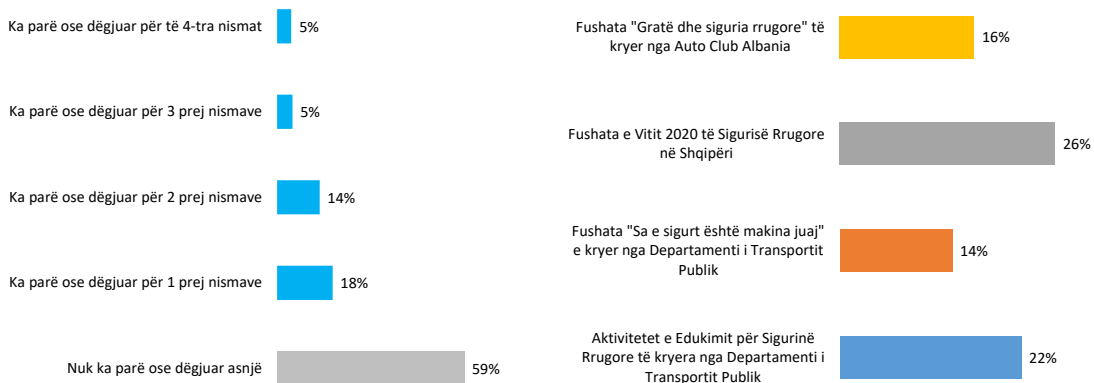 Ka parë ose dëgjuar për të 4-tra nismat
5%
Ka parë ose dëgjuar për 3 prej nismave
5%
Ka parë ose dëgjuar për 2 prej nismave
14%
Ka parë ose dëgjuar për 1 prej nismave
18%
Nuk ka parë ose dëgjuar asnjë
59%
Fushata "Gratë dhe siguria rrugore" të
kryer nga Auto Club Albania
16%
Fushata e Vitit 2020 të Sigurisë Rrugore
në Shqipëri
26%
Fushata "Sa e sigurt është makina juaj"
e kryer nga Departamenti i Transportit
Publik
14%
Aktivitetet e Edukimit për Sigurinë
Rrugore të kryera nga Departamenti i
Transportit Publik
22%